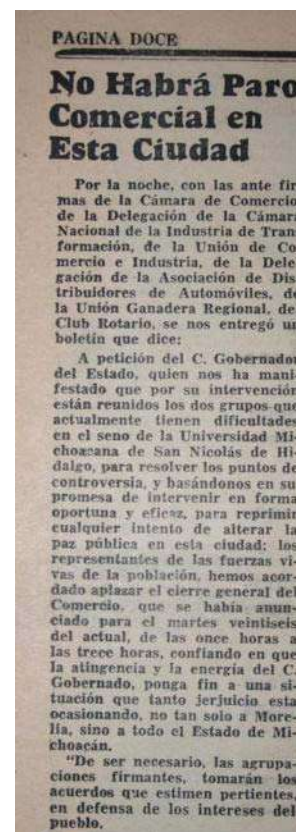 PAGINA DOCE
No Habrá Paro
Comercial en
Esta Ciudad
Por la noche, con las ante fir
mas de la Cámara de Comercio
de la Delegación de la Cámara
Nacional de la Industria de Tran
formación, de la Unión de Co
mercio e Industria, de la Dele
gación de la Asociación de Dis
tribuidores de Automóviles, de
la Unión Ganadera Regional, de
Club Rotario, se nos entregó un
boletín que dice:
A petición del C. Gobernador
del Estado, quien nos ha mani
festado que por su intervención
están reunidos los dos grupos que
actualmente tienen dificultades
en el seno de la Universidad Mi-
choacana de San Nicolás de Hi-
dalgo, para resolver los puntos de
controversia, y basándonos en su
promesa de intervenir en forma
oportuna y eficaz, para reprimir
cualquier intento de alterar la
paz pública en esta ciudad; los
representantes de las fuerzas vi-
vas de la población, hemos acor-
dado aplazar el cierre general del
Comercio, que se había anun-
ciado para el martes veintiseis
del actual, de las once horas a
las trece horas, confiando en que
la atingencia y la energía del C.
Gobernado, ponga fin a una si-
tuación que tanto jerjuicio esta
ocasionando, no tan solo a More-
lia, sino a todo el Estado de Mi-
choacán.
"De ser necesario, las agrupa-
ciones firmantes, tomarán los
acuerdos que estimen pertientes,
en defensa de los intereses del
pueblo.